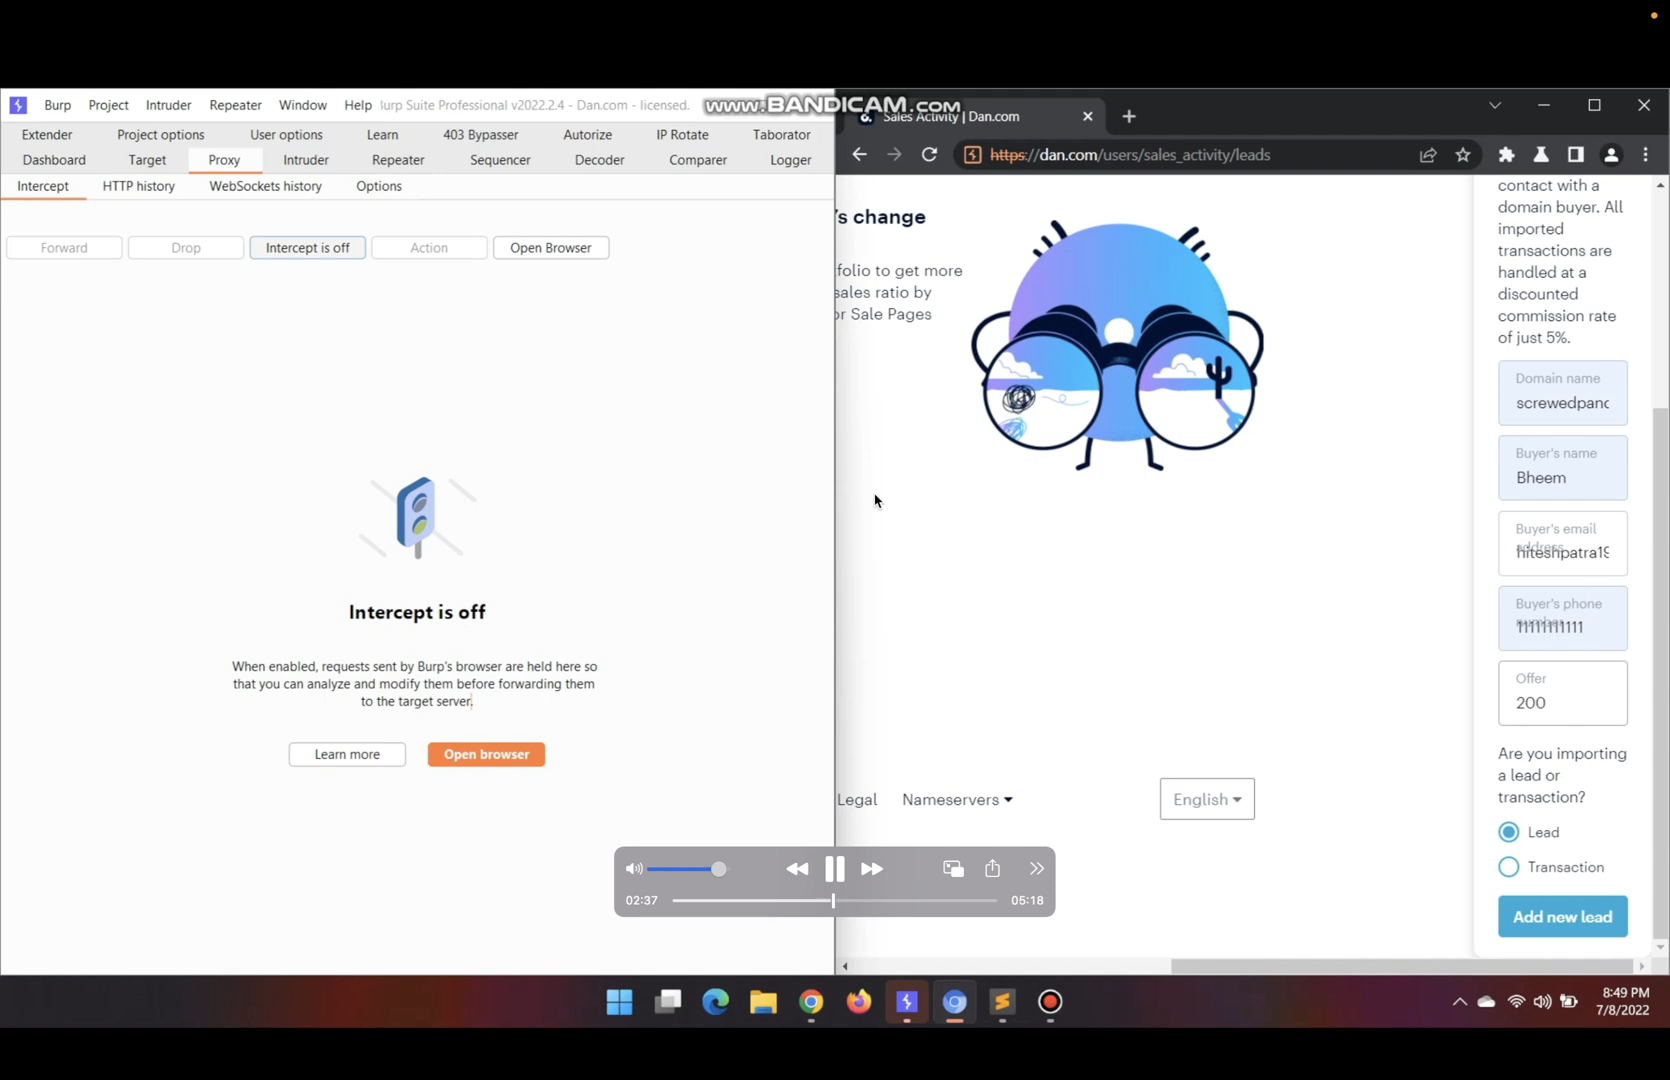 Burp Project Intruder Repeater Window Help lurp Suite Professional v2022.2.4 - Dan.com - licensed.
www.BANDICAM.com
Extender Project options User options Learn 403 Bypasser Autorize IP Rotate Taborator
Dashboard Target Proxy Intruder Repeater Sequencer Decoder Comparer Logger
Intercept HTTP history WebSockets history Options
Forward Drop Intercept is off Action Open Browser
Intercept is off
When enabled, requests sent by Burp's browser are held here so
that you can analyze and modify them before forwarding them
to the target server.
Learn more Open browser
Sales Activity | Dan.com
https://dan.com/users/sales_activity/leads
's change
folio to get more
sales ratio by
or Sale Pages
Legal Nameservers English
contact with a
domain buyer. All
imported
transactions are
handled at a
discounted
commission rate
of just 5%.
Domain name
screwedpanc
Buyer's name
Bheem
Buyer's email
address
hiteshpatra19
Buyer's phone
number
11111111111
Offer
200
Are you importing
a lead or
transaction?
Lead
Transaction
Add new lead
02:37 05:18
8:49 PM
7/8/2022